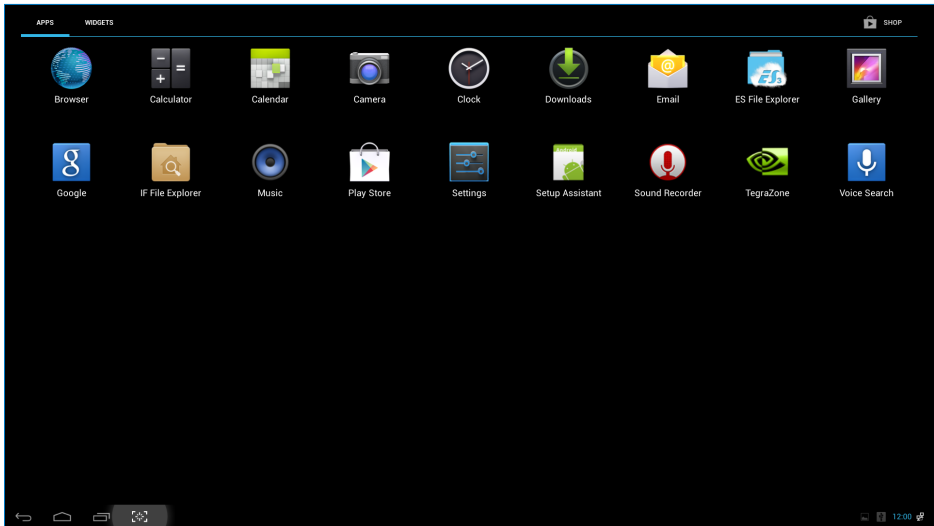 APPS WIDGETS SHOP
Browser Calculator Calendar Camera Clock Downloads Email ES File Explorer Gallery
Google IF File Explorer Music Play Store Settings Setup Assistant Sound Recorder TegraZone Voice Search
12:00